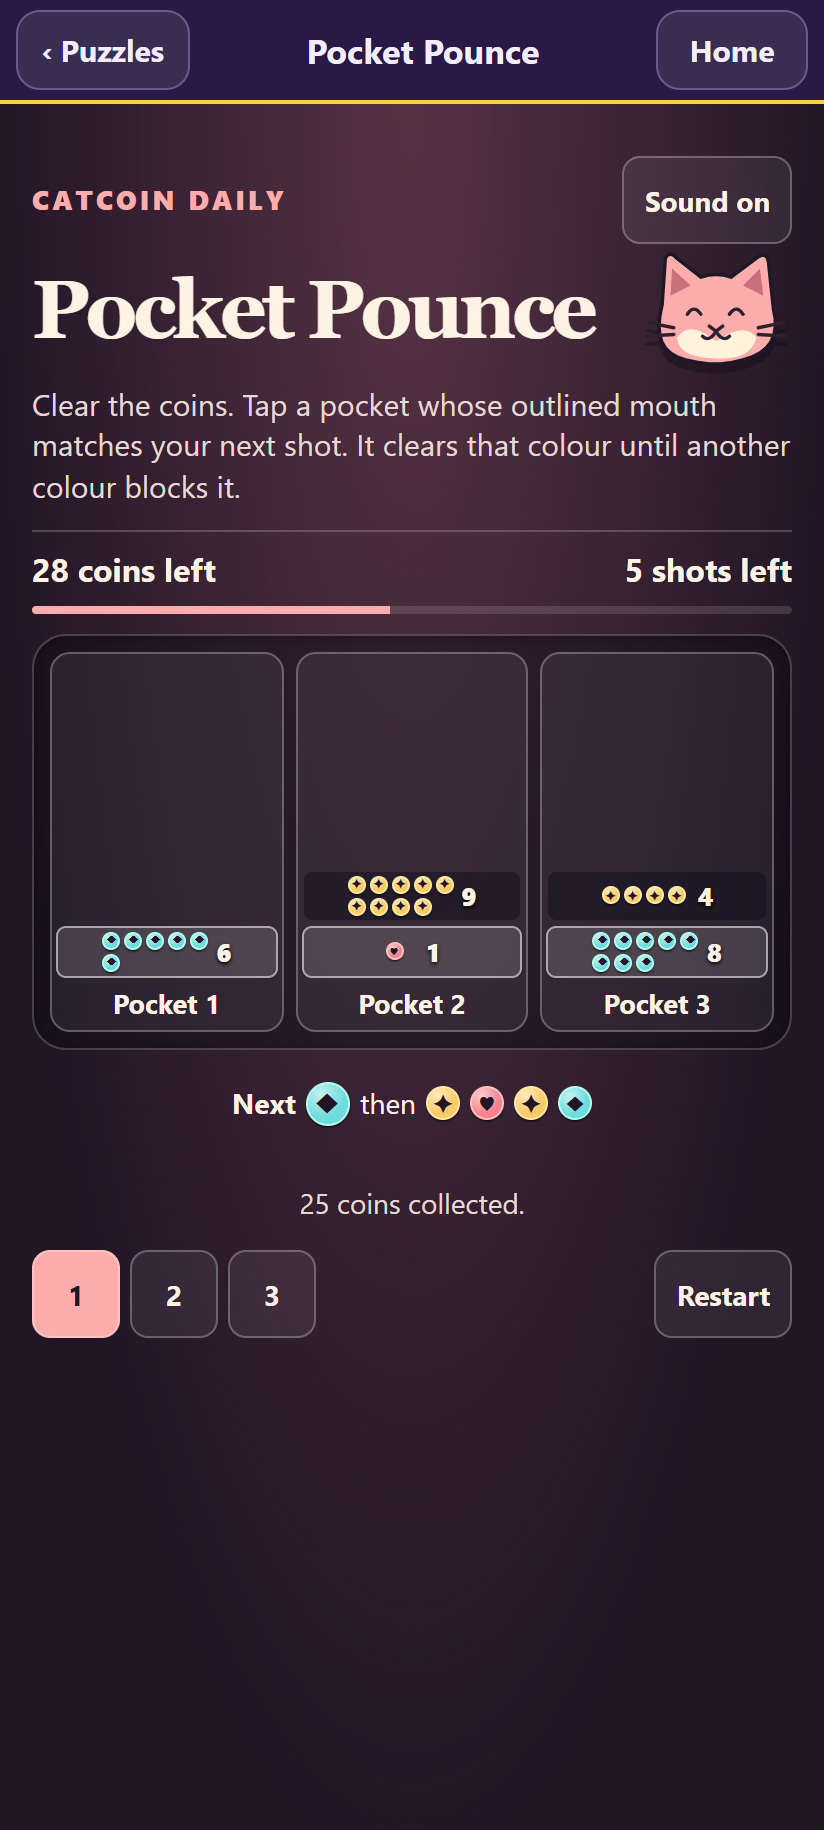 ‹ Puzzles
Pocket Pounce
Home
CATCOIN DAILY
Sound on
Pocket Pounce
Clear the coins. Tap a pocket whose outlined mouth
matches your next shot. It clears that colour until another
colour blocks it.
28 coins left
5 shots left
9
4
6
1
8
Pocket 1
Pocket 2
Pocket 3
Next
then
25 coins collected.
1
2
3
Restart